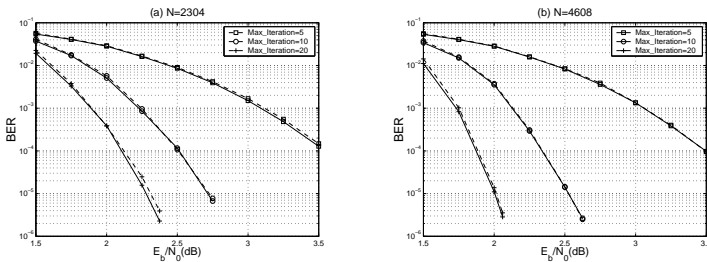 (a) N=2304
10⁻¹
10⁻²
10⁻³
10⁻⁴
10⁻⁵
10⁻⁶
BER
Max_Iteration=5
Max_Iteration=10
Max_Iteration=20
1.5 2 2.5 3 3.5
E_b/N_0(dB)
(b) N=4608
10⁻¹
10⁻²
10⁻³
10⁻⁴
10⁻⁵
10⁻⁶
BER
Max_Iteration=5
Max_Iteration=10
Max_Iteration=20
1.5 2 2.5 3 3.5
E_b/N_0(dB)